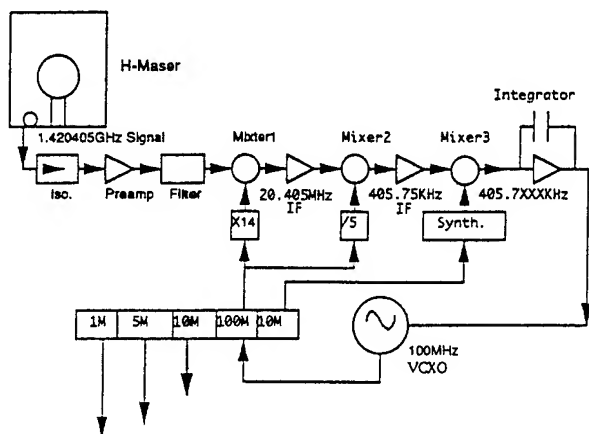 H-Maser
Integrator
1.420405GHz Signal
Mixter1
Mixer2
Mixer3
Iso.
Preamp
Filter
20.405MHz
IF
405.75KHz
IF
405.7XXXKHz
X14
/5
Synth.
1M
5M
10M
100M
10M
100MHz
VCXO